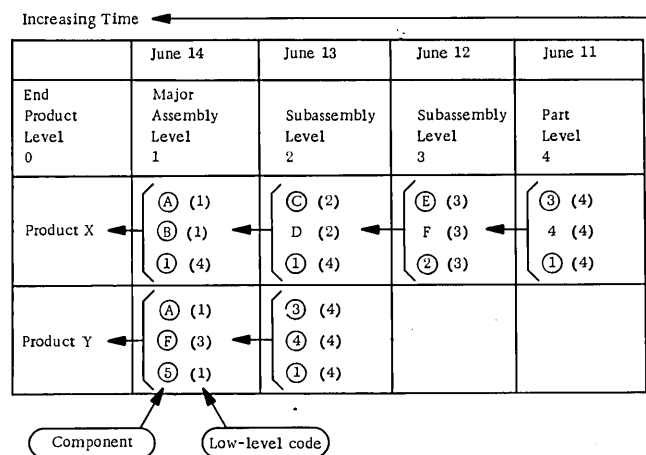 Increasing Time
June 14 June 13 June 12 June 11
End Product Level 0
Major Assembly Level 1
Subassembly Level 2
Subassembly Level 3
Part Level 4
Product X
A (1) C (2) E (3) 3 (4)
B (1) D (2) F (3) 4 (4)
1 (4) 1 (4) 2 (3) 1 (4)
Product Y
A (1) 3 (4)
F (3) 4 (4)
5 (1) 1 (4)
Component Low-level code